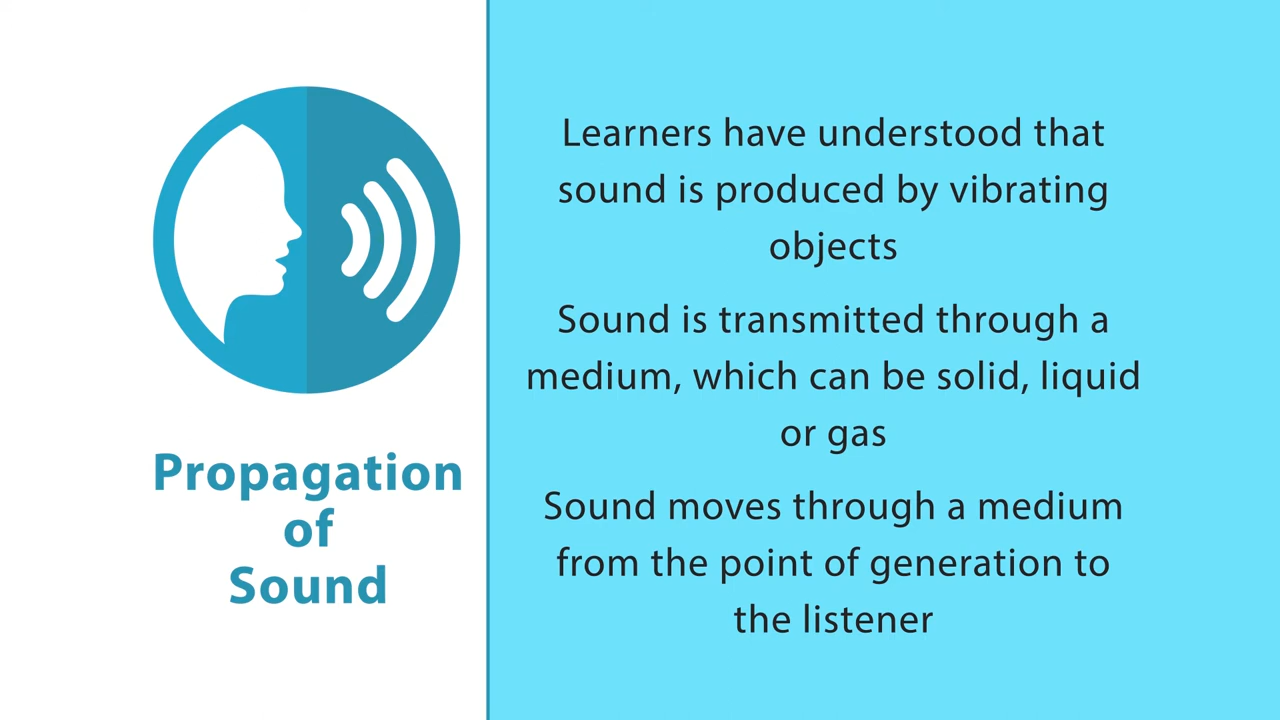 Propagation
of
Sound
Learners have understood that
sound is produced by vibrating
objects
Sound is transmitted through a
medium, which can be solid, liquid
or gas
Sound moves through a medium
from the point of generation to
the listener